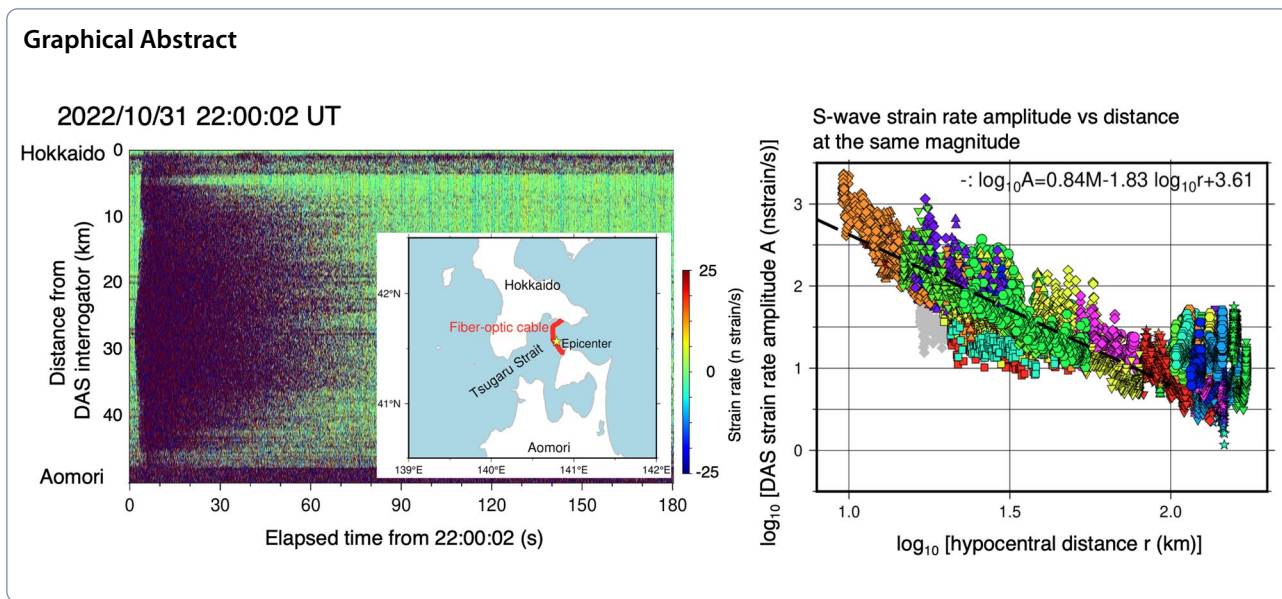 Graphical Abstract
2022/10/31 22:00:02 UT
Hokkaido
0
10
20
30
40
Aomori
Distance from
DAS interrogator (km)
0 30 60 90 120 150 180
Elapsed time from 22:00:02 (s)
42°N
41°N
139°E 140°E 141°E 142°E
Hokkaido
Fiber-optic cable
Epicenter
Tsugaru Strait
Aomori
25
0
-25
Strain rate (n strain/s)
S-wave strain rate amplitude vs distance
at the same magnitude
-: log₁₀A=0.84M-1.83 log₁₀r+3.61
3
2
1
0
log₁₀ [DAS strain rate amplitude A (nstrain/s)]
1.0 1.5 2.0
log₁₀ [hypocentral distance r (km)]